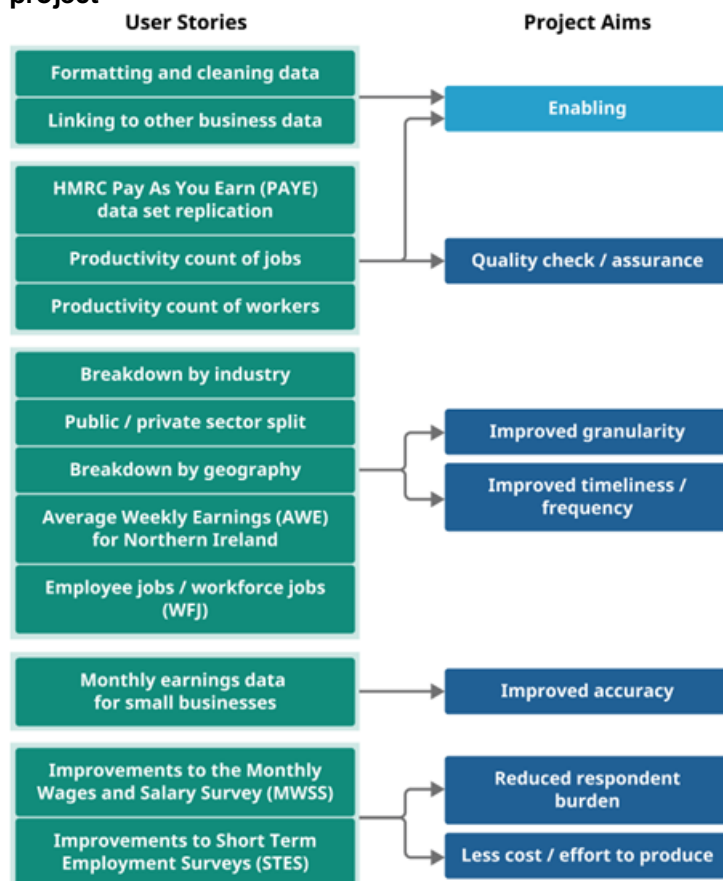 project
User Stories
Project Aims
Formatting and cleaning data
Linking to other business data
Enabling
HMRC Pay As You Earn (PAYE)
data set replication
Productivity count of jobs
Productivity count of workers
Quality check / assurance
Breakdown by industry
Public / private sector split
Breakdown by geography
Average Weekly Earnings (AWE)
for Northern Ireland
Employee jobs / workforce jobs
(WFJ)
Improved granularity
Improved timeliness /
frequency
Monthly earnings data
for small businesses
Improved accuracy
Improvements to the Monthly
Wages and Salary Survey (MWSS)
Improvements to Short Term
Employment Surveys (STES)
Reduced respondent
burden
Less cost / effort to produce